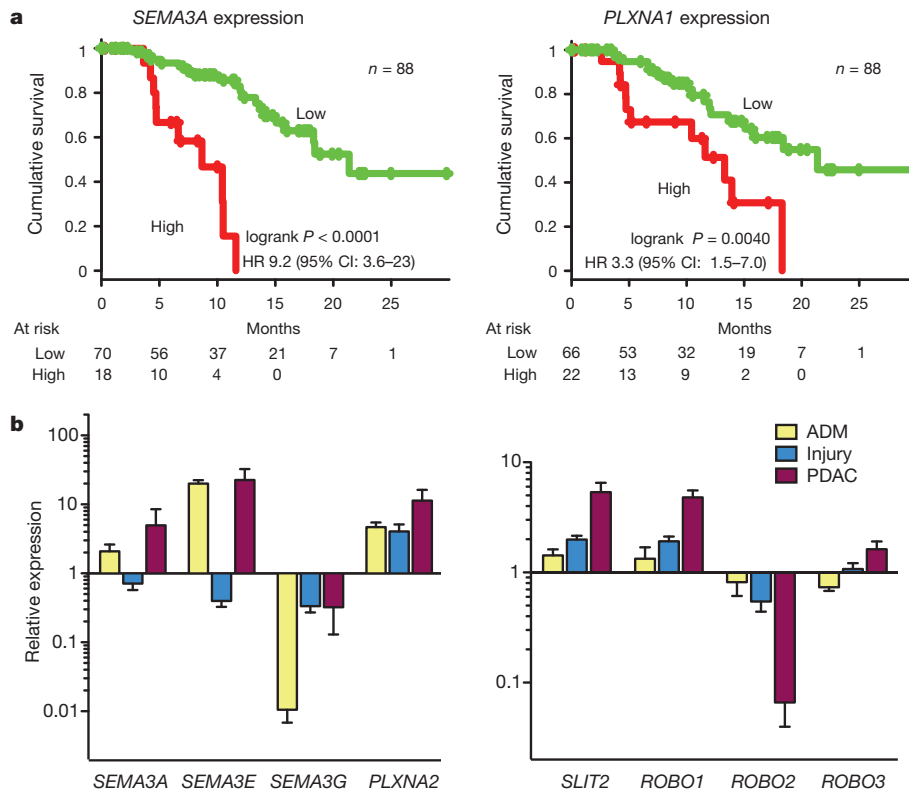 a
SEMA3A expression
PLXNA1 expression
Cumulative survival
1
0.8
0.6
0.4
0.2
0
n = 88
Low
High
logrank P < 0.0001
HR 9.2 (95% CI: 3.6–23)
0 5 10 15 20 25
At risk Months
Low 70 56 37 21 7 1
High 18 10 4 0
Cumulative survival
1
0.8
0.6
0.4
0.2
0
n = 88
Low
High
logrank P = 0.0040
HR 3.3 (95% CI: 1.5–7.0)
0 5 10 15 20 25
At risk Months
Low 66 53 32 19 7 1
High 22 13 9 2 0
b
Relative expression
100
10
1
0.1
0.01
SEMA3A SEMA3E SEMA3G PLXNA2
ADM
Injury
PDAC
10
1
0.1
SLIT2 ROBO1 ROBO2 ROBO3